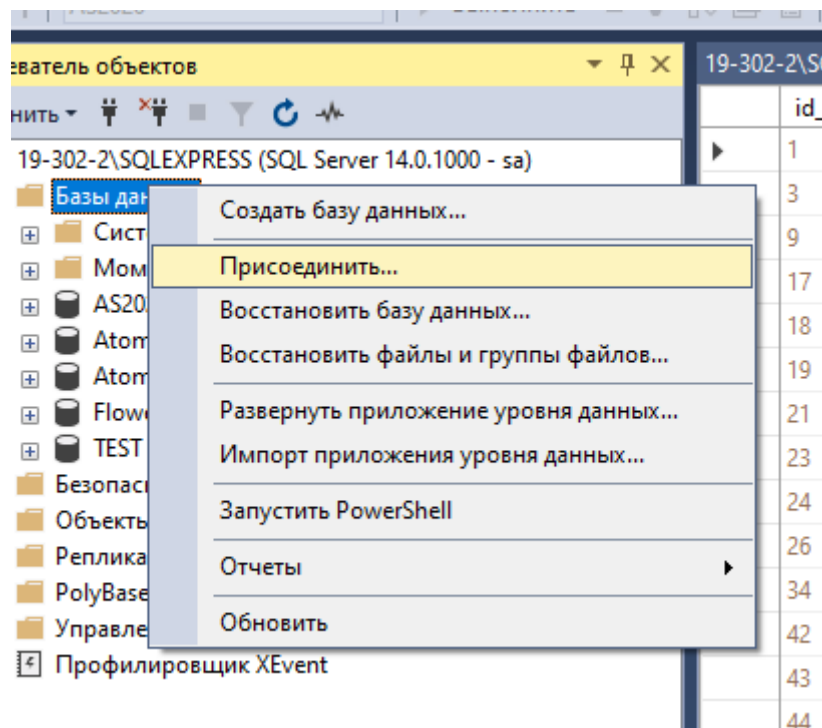 AS2020
еватель объектов
19-302-2\S
нить
id_
19-302-2\SQLEXPRESS (SQL Server 14.0.1000 - sa)
Базы дан
Сист
Мом
AS20
Atom
Atom
Flow
TEST
Безопас
Объекты
Реплика
PolyBase
Управле
Профилировщик XEvent
Создать базу данных...
Присоединить...
Восстановить базу данных...
Восстановить файлы и группы файлов...
Развернуть приложение уровня данных...
Импорт приложения уровня данных...
Запустить PowerShell
Отчеты
Обновить
1
3
9
17
18
19
21
23
24
26
34
42
43
44